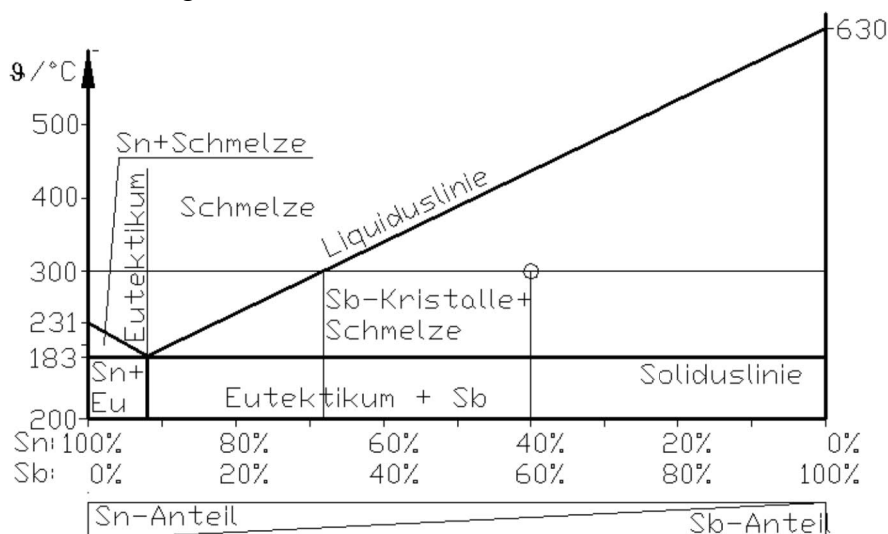 630
ϑ/°C
500
Sn+Schmelze
Eutektikum
400
Schmelze
Liquiduslinie
300
Sb-Kristalle+
Schmelze
231
183
Sn+
Eu
Soliduslinie
Eutektikum + Sb
200
Sn: 100% 80% 60% 40% 20% 0%
Sb: 0% 20% 40% 60% 80% 100%
Sn-Anteil Sb-Anteil